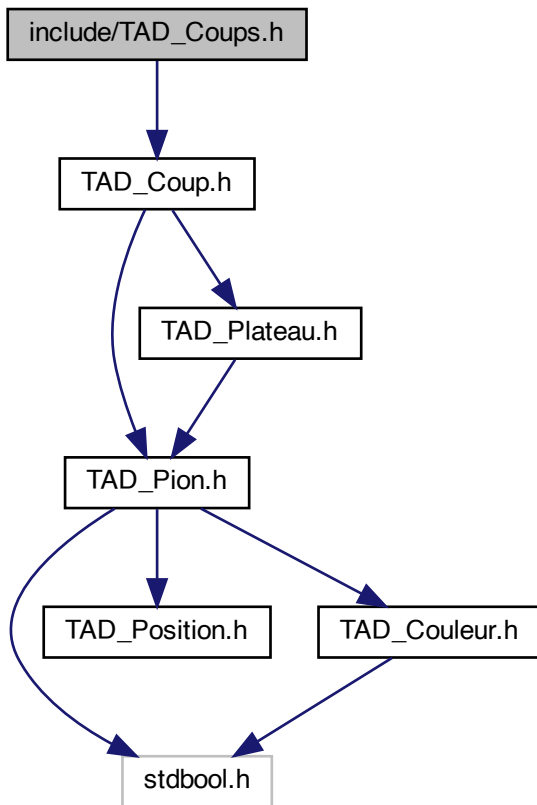 include/TAD_Coups.h
TAD_Coup.h
TAD_Plateau.h
TAD_Pion.h
TAD_Position.h
TAD_Couleur.h
stdbool.h